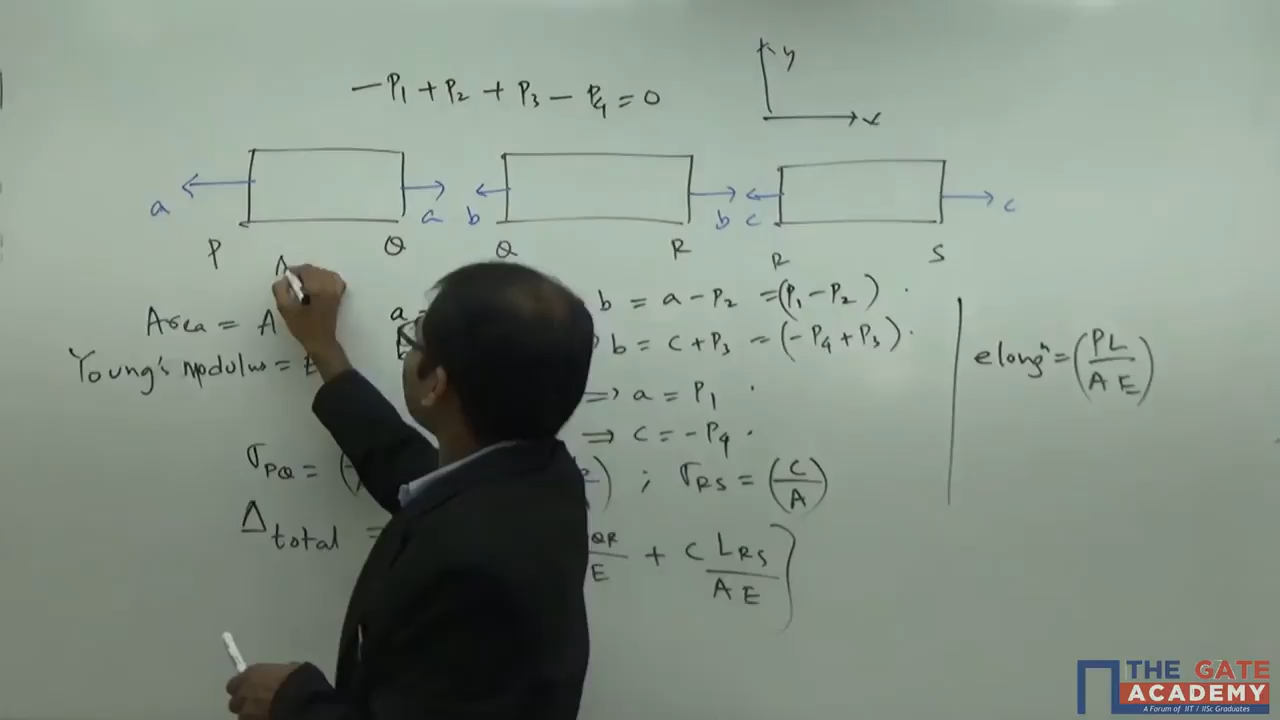 y
-P₁ + P₂ + P₃ - P₄ = 0
x
a a b b c c
P Q Q R R S
A
Area = A
a
b = a - P₂ = (P₁ - P₂) .
b = c + P₃ = (-P₄ + P₃) .
Young's modulus = E
⇒ a = P₁ .
⇒ c = -P₄ .
σPQ = ( ) ; σRS = (c/A)
Δtotal = QR/E + C LRS/AE
elongⁿ = (PL/AE)
THE GATE
ACADEMY
A Forum of IIT / IISc Graduates